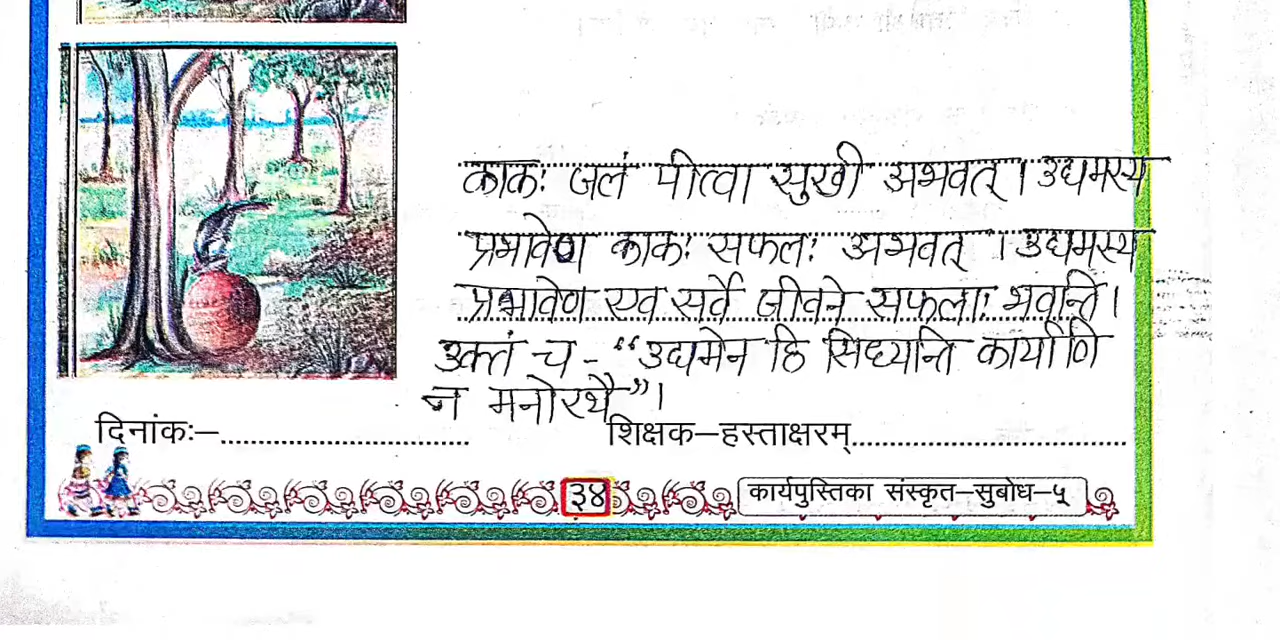 काकः जलं पीत्वा सुखी अभवत् । उद्यमस्य
प्रभावेण काकः सफलः अभवत् । उद्यमस्य
प्रभावेण एव सर्वे जीवने सफलाः भवन्ति ।
उक्तं च - “उद्यमेन हि सिध्यन्ति कार्याणि
न मनोरथै” ।
दिनांकः–........................... शिक्षक–हस्ताक्षरम्...........................
३४ कार्यपुस्तिका संस्कृत–सुबोध–५